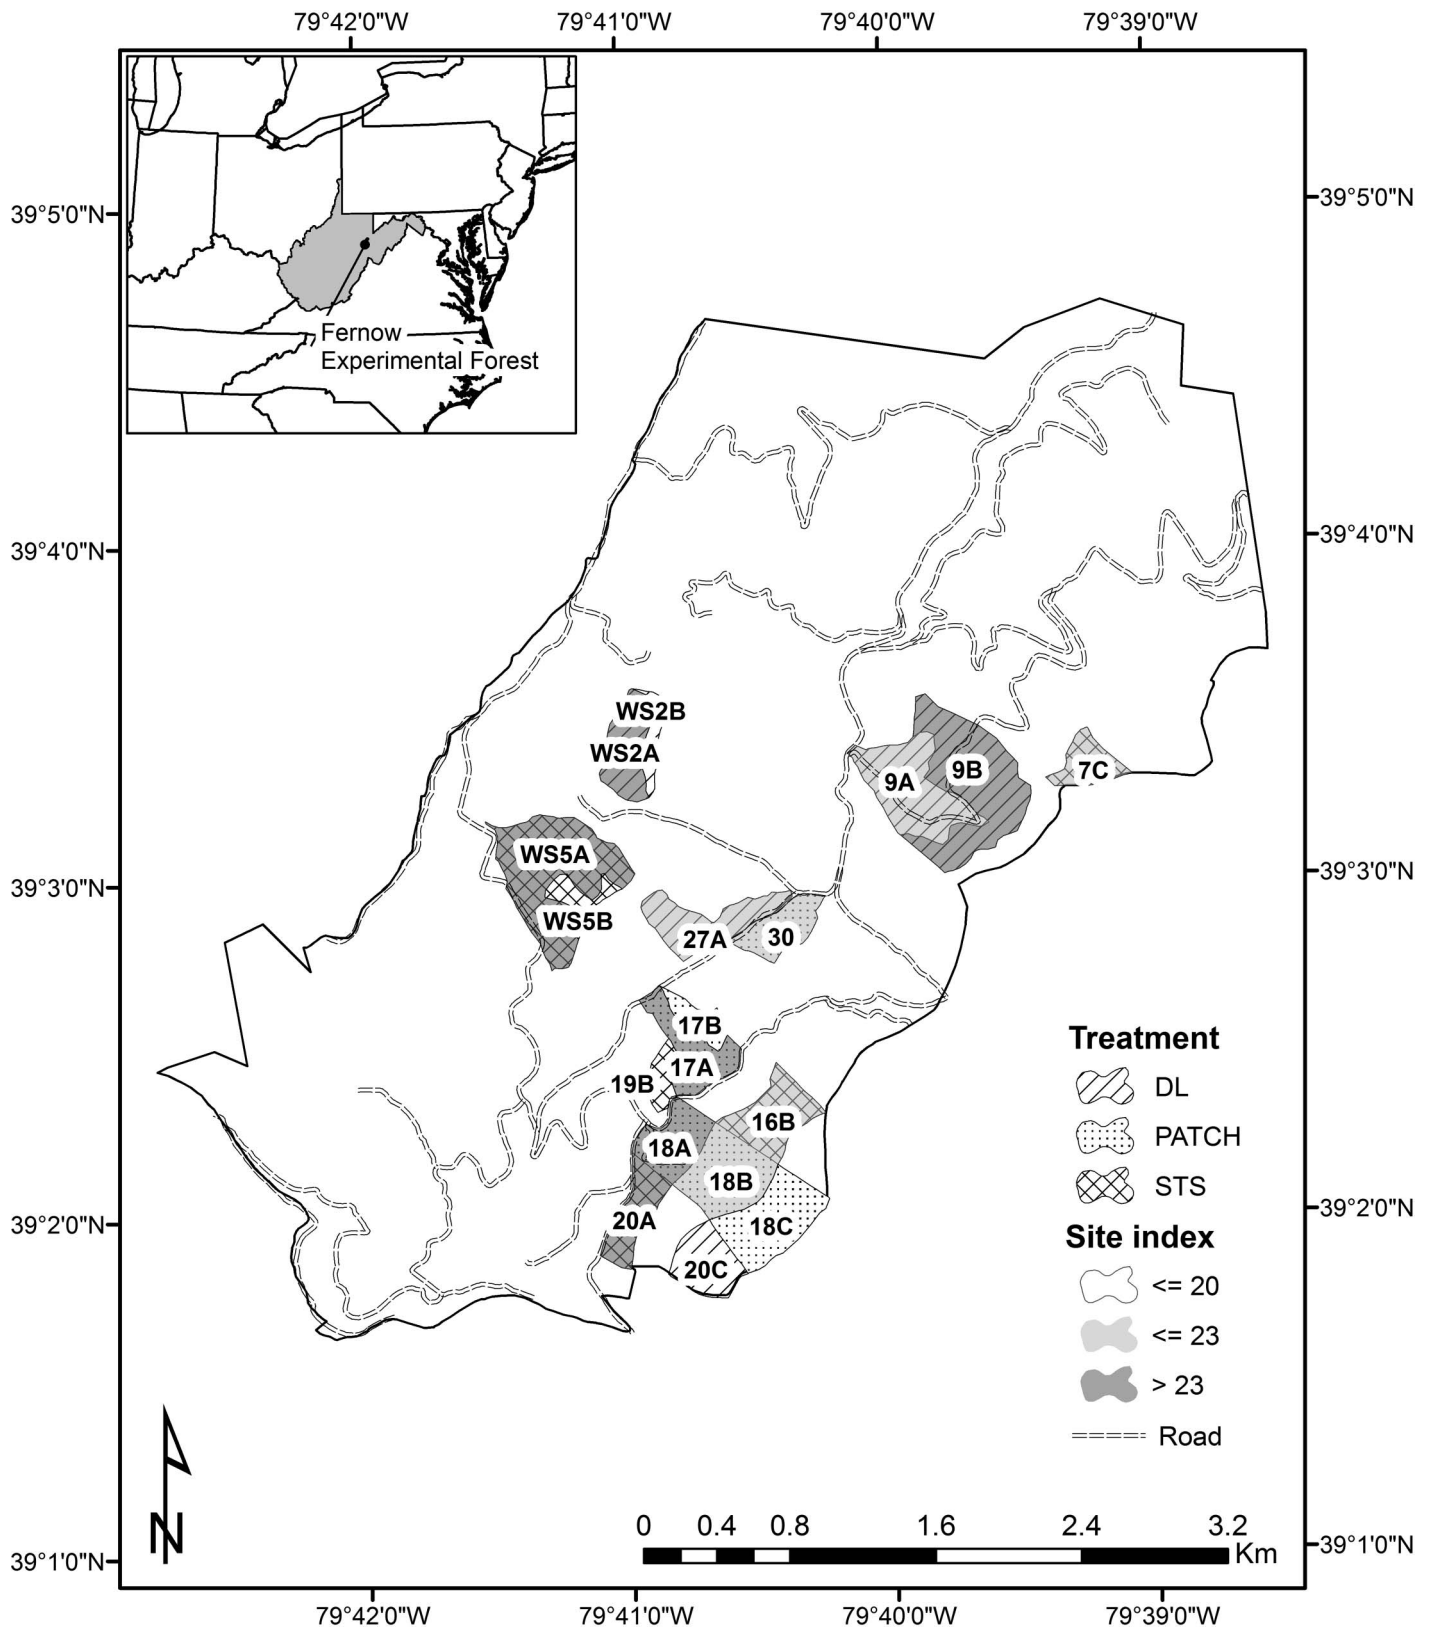 79°42'0"W 79°41'0"W 79°40'0"W 79°39'0"W
39°5'0"N 39°5'0"N
Fernow
Experimental Forest
39°4'0"N 39°4'0"N
WS2B
WS2A
9A 9B 7C
WS5A
39°3'0"N 39°3'0"N
WS5B
27A 30
17B
17A
19B
16B
18A
18B
20A
18C
20C
39°2'0"N 39°2'0"N
Treatment
DL
PATCH
STS
Site index
<= 20
<= 23
> 23
Road
N
0 0.4 0.8 1.6 2.4 3.2
Km
39°1'0"N 39°1'0"N
79°42'0"W 79°41'0"W 79°40'0"W 79°39'0"W